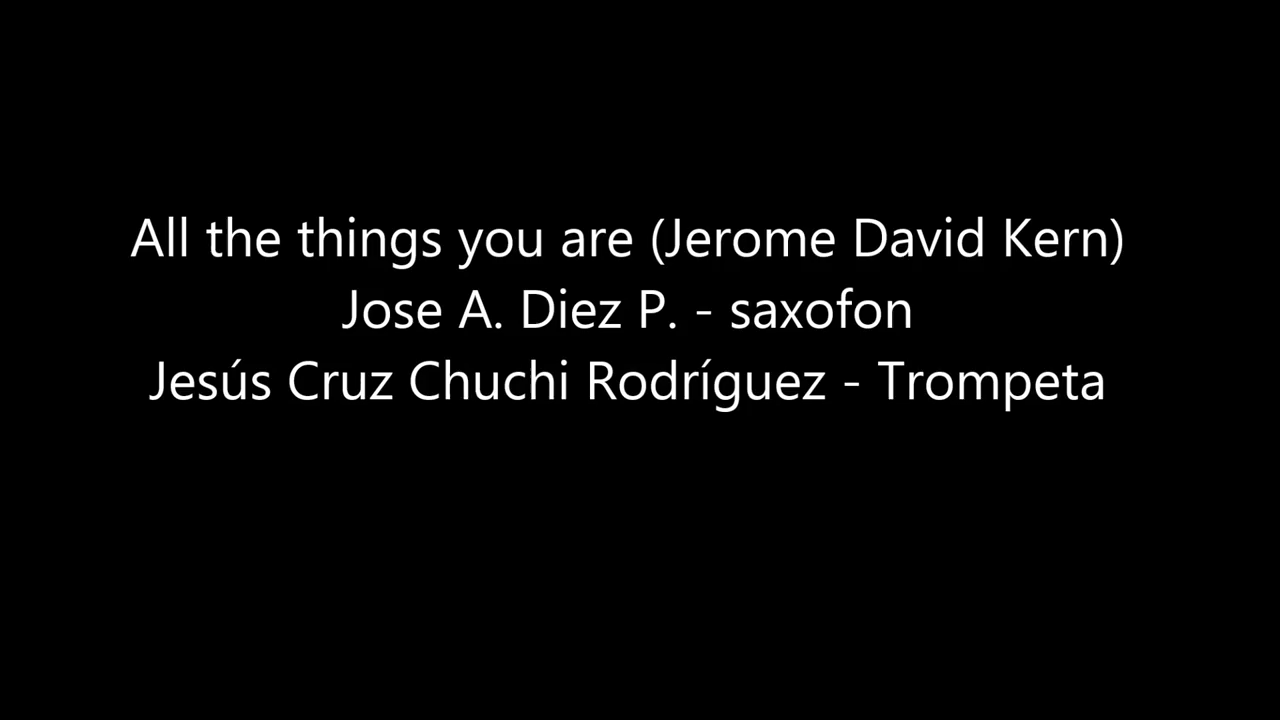 All the things you are (Jerome David Kern)
Jose A. Diez P. - saxofon
Jesús Cruz Chuchi Rodríguez - Trompeta